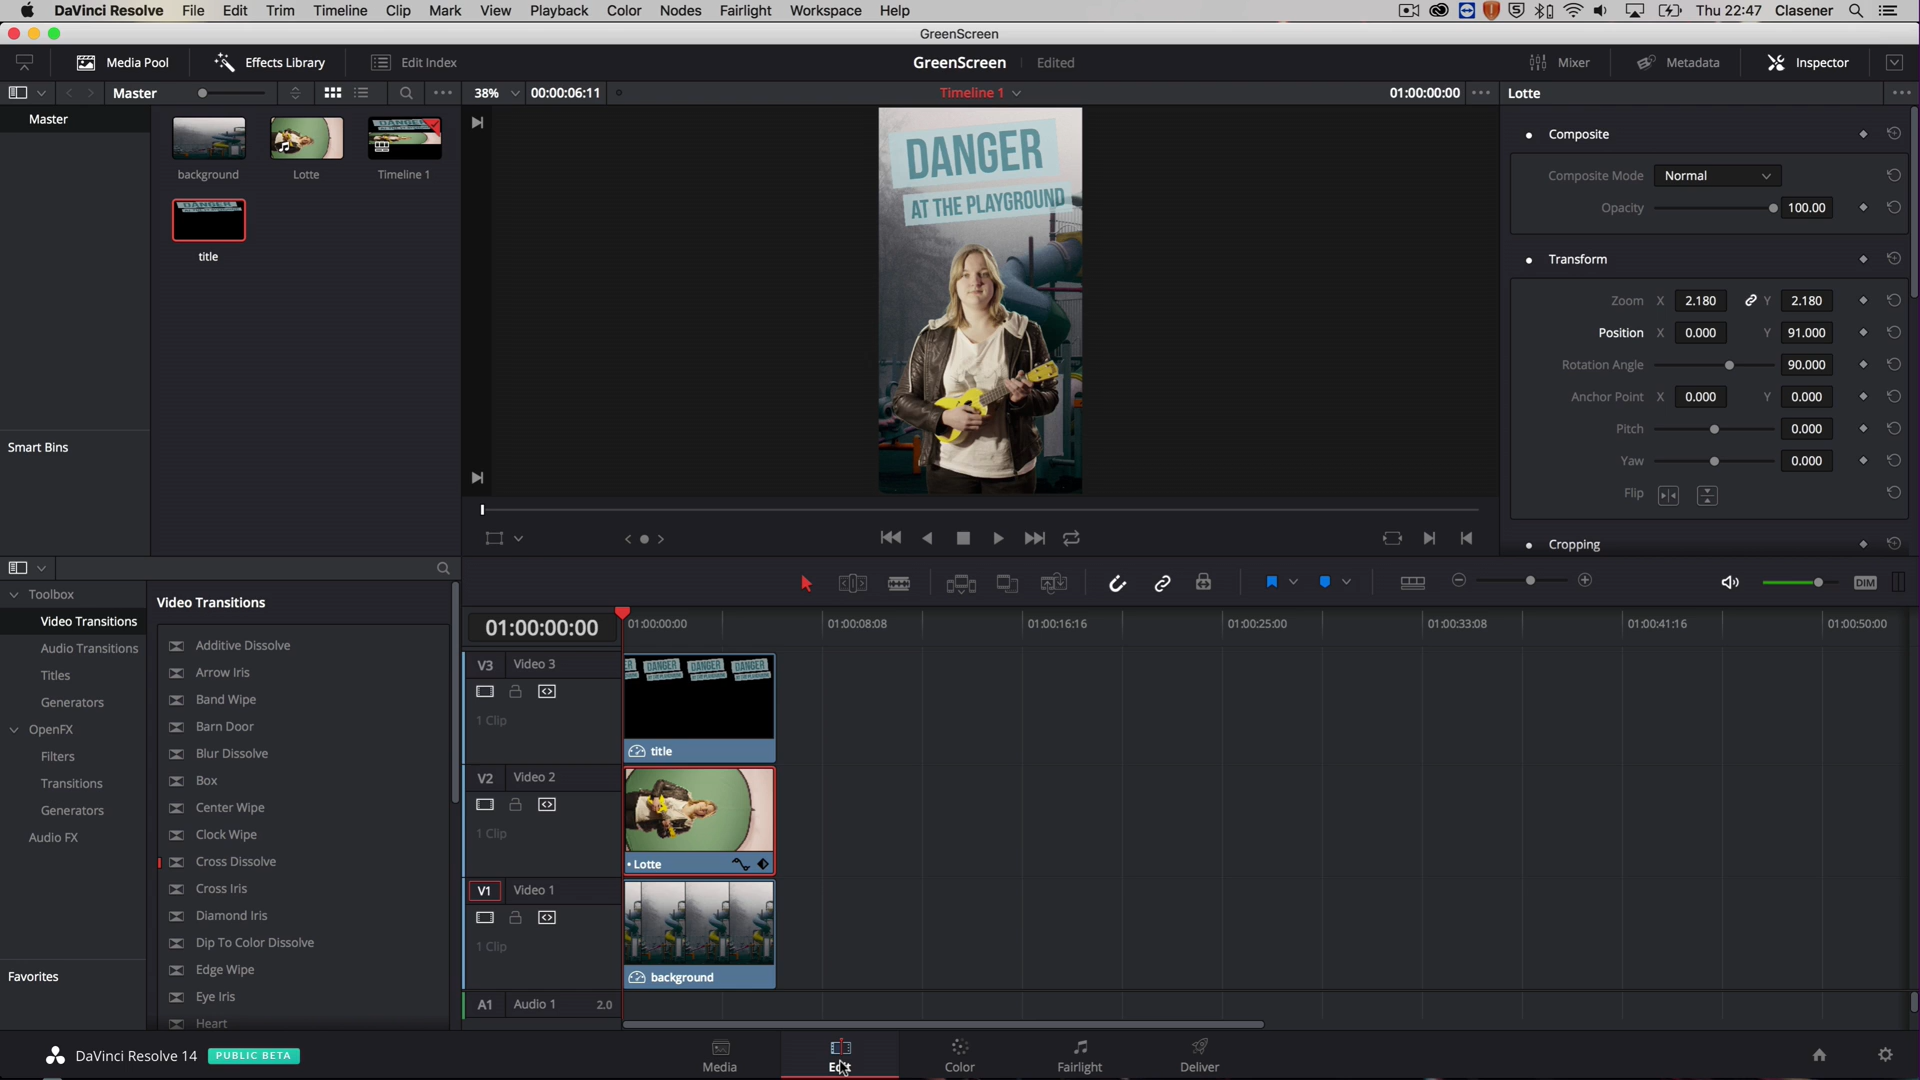 DaVinci Resolve File Edit Trim Timeline Clip Mark View Playback Color Nodes Fairlight Workspace Help Thu 22:47 Clasener
GreenScreen
Media Pool Effects Library Edit Index GreenScreen Edited Mixer Metadata Inspector
Master 38% 00:00:06:11 Timeline 1 01:00:00:00 Lotte
Master
background Lotte Timeline 1
title
DANGER
AT THE PLAYGROUND
Composite
Composite Mode Normal
Opacity 100.00
Transform
Zoom X 2.180 Y 2.180
Position X 0.000 Y 91.000
Rotation Angle 90.000
Anchor Point X 0.000 Y 0.000
Pitch 0.000
Yaw 0.000
Flip
Cropping
Smart Bins
DIM
Toolbox
Video Transitions
Audio Transitions
Titles
Generators
OpenFX
Filters
Transitions
Generators
Audio FX
Favorites
Video Transitions
Additive Dissolve
Arrow Iris
Band Wipe
Barn Door
Blur Dissolve
Box
Center Wipe
Clock Wipe
Cross Dissolve
Cross Iris
Diamond Iris
Dip To Color Dissolve
Edge Wipe
Eye Iris
Heart
01:00:00:00 01:00:00:00 01:00:08:08 01:00:16:16 01:00:25:00 01:00:33:08 01:00:41:16 01:00:50:00
V3 Video 3
1 Clip
DANGER DANGER DANGER
title
V2 Video 2
1 Clip
Lotte
V1 Video 1
1 Clip
background
A1 Audio 1 2.0
DaVinci Resolve 14 PUBLIC BETA Media Edit Color Fairlight Deliver